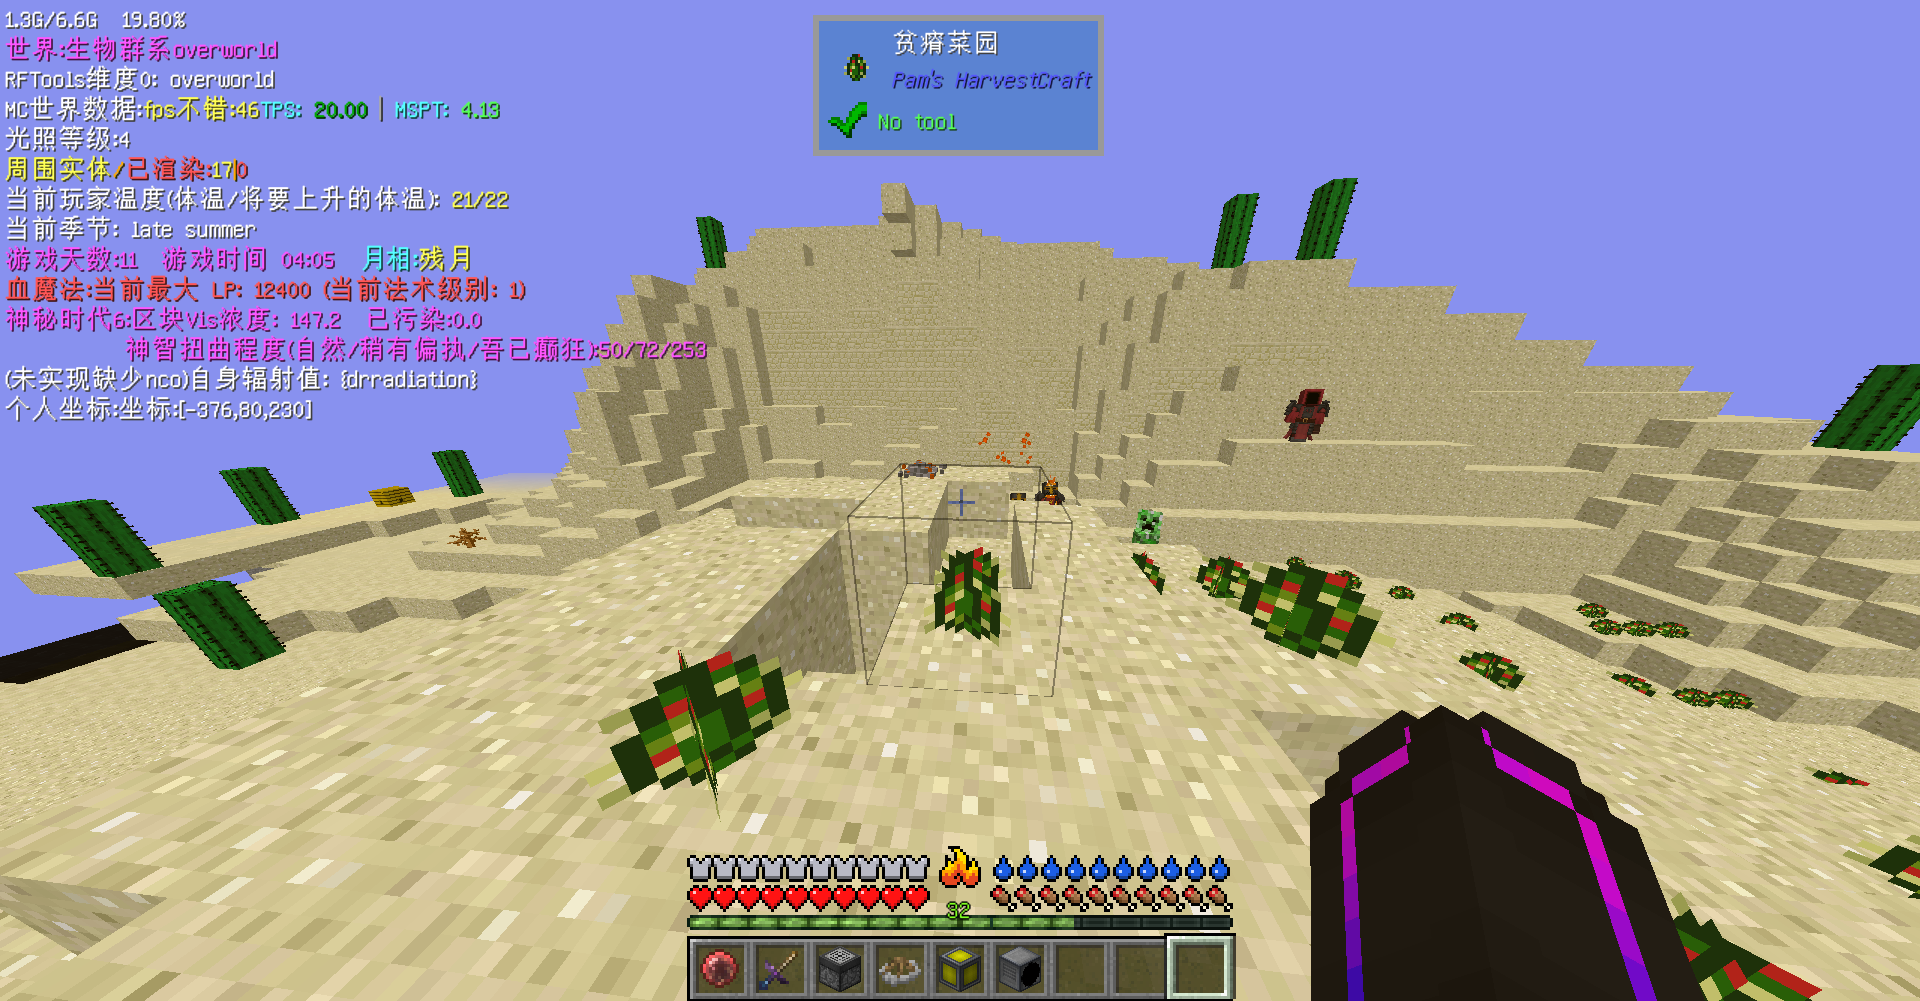 1.3G/6.6G 19.80%
世界:生物群系overworld
RFTools维度0: overworld
MC世界数据:fps不错:46TPS: 20.00 | MSPT: 4.13
光照等级:4
周围实体/已渲染:17|0
当前玩家温度(体温/将要上升的体温): 21/22
当前季节: late summer
游戏天数:11 游戏时间 04:05 月相:残月
血魔法:当前最大 LP: 12400 (当前法术级别: 1)
神秘时代6:区块Vis浓度: 147.2 已污染:0.0
神智扭曲程度(自然/稍有偏执/吾已癫狂):50/72/253
(未实现缺少nco)自身辐射值: {drradiation}
个人坐标:坐标:[-376,80,230]
贫瘠菜园
Pam's HarvestCraft
No tool
32